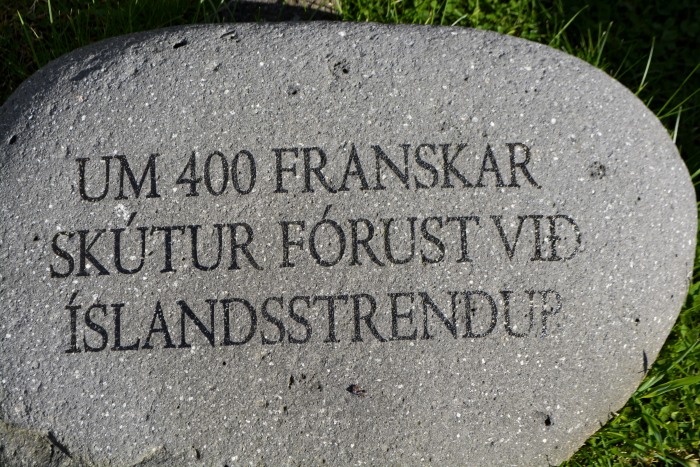 UM 400 FRANSKAR
SKÚTUR FÓRUST VIÐ
ÍSLANDSSTRENDUR